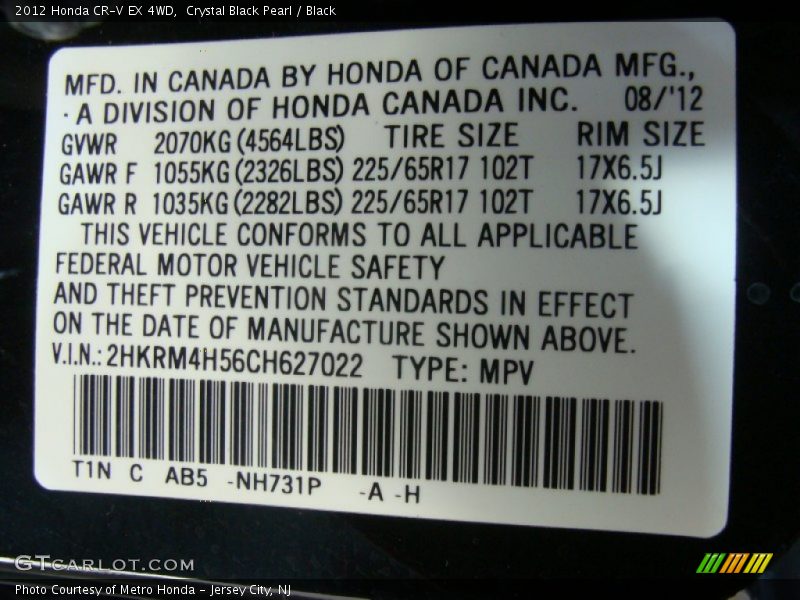 2012 Honda CR-V EX 4WD,  Crystal Black Pearl / Black
MFD. IN CANADA BY HONDA OF CANADA MFG.,
A DIVISION OF HONDA CANADA INC. 08/'12
GVWR 2070KG (4564LBS) TIRE SIZE RIM SIZE
GAWR F 1055KG (2326LBS) 225/65R17 102T 17X6.5J
GAWR R 1035KG (2282LBS) 225/65R17 102T 17X6.5J
THIS VEHICLE CONFORMS TO ALL APPLICABLE
FEDERAL MOTOR VEHICLE SAFETY
AND THEFT PREVENTION STANDARDS IN EFFECT
ON THE DATE OF MANUFACTURE SHOWN ABOVE.
V.I.N.: 2HKRM4H56CH627022 TYPE: MPV
T1N C AB5 -NH731P -A -H
GTCARLOT.COM
Photo Courtesy of Metro Honda - Jersey City, NJ